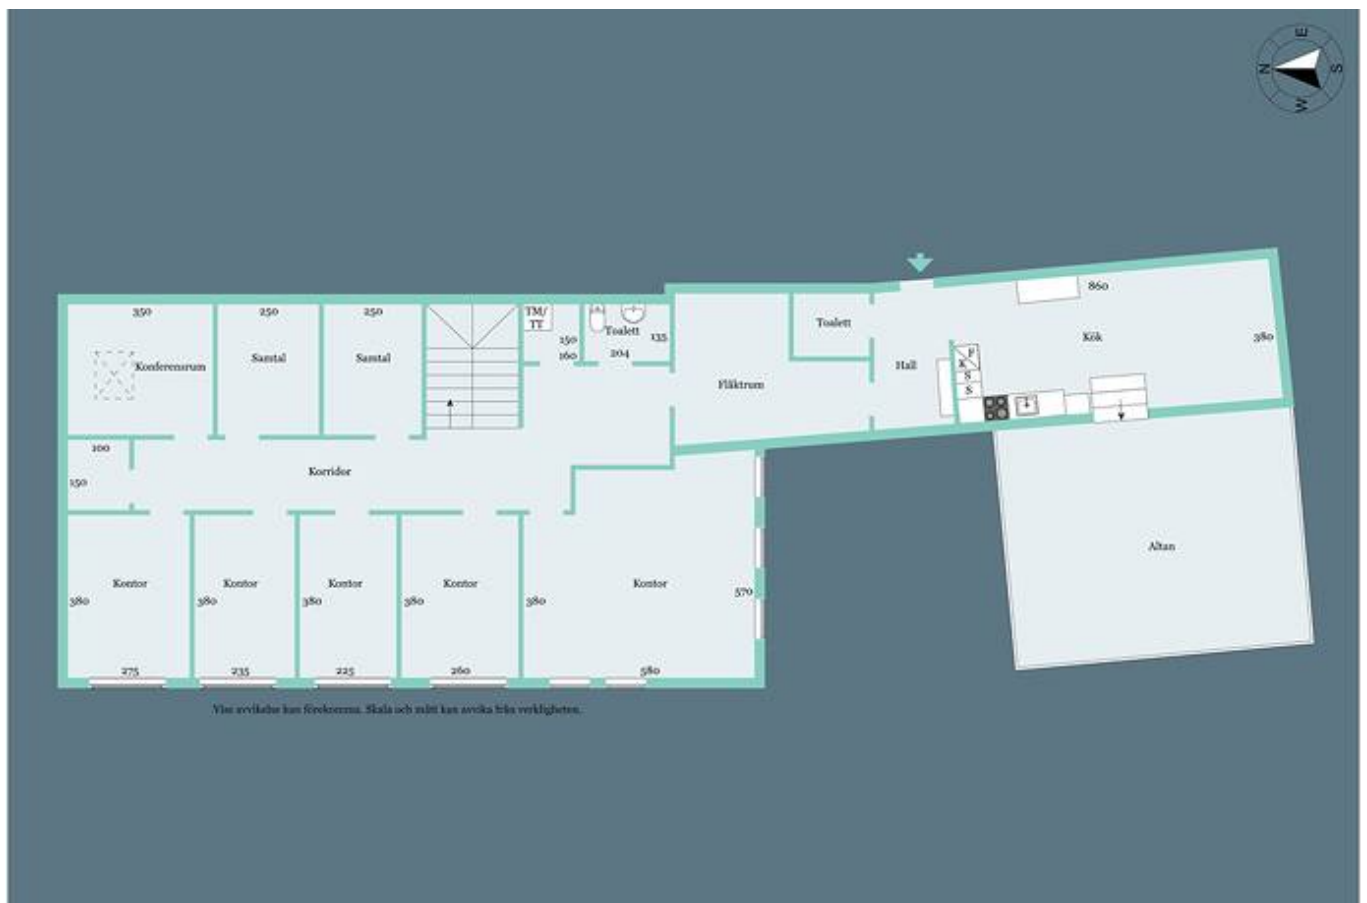 E
N
S
W
860
350
250
250
TM/
TT
Toalett
135
150
160
204
Toalett
Kök
380
Konferensrum
Samtal
Samtal
Fläktrum
Hall
F
K
S
S
100
Korridor
150
Altan
Kontor
Kontor
Kontor
Kontor
Kontor
380
380
380
380
380
570
275
235
225
260
580
Viss avvikelse kan förekomma. Skala och mått kan avvika från verkligheten.